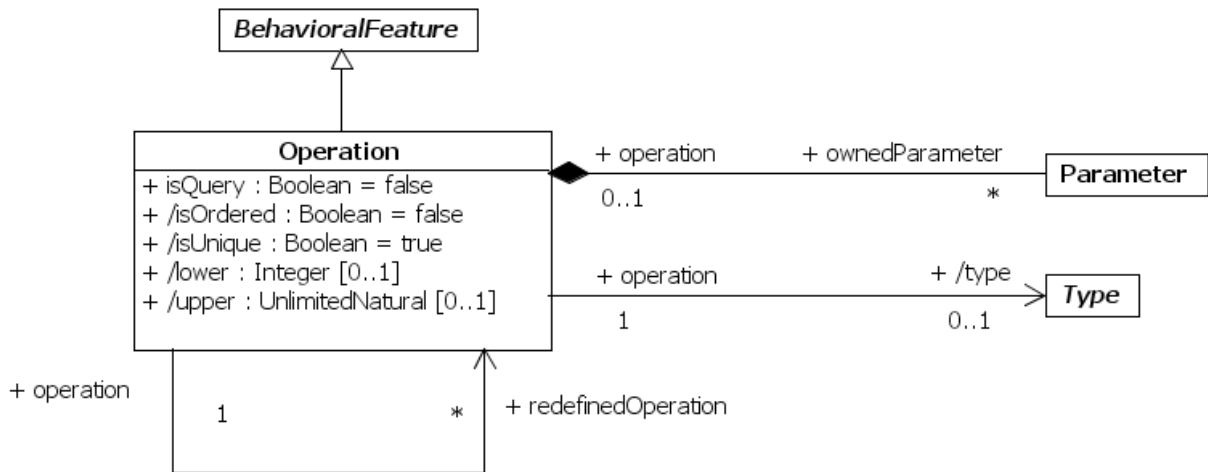 BehavioralFeature
Operation
+ isQuery : Boolean = false
+ /isOrdered : Boolean = false
+ /isUnique : Boolean = true
+ /lower : Integer [0..1]
+ /upper : UnlimitedNatural [0..1]
+ operation
+ ownedParameter
0..1
*
Parameter
+ operation
+ /type
1
0..1
Type
+ operation
1
*
+ redefinedOperation